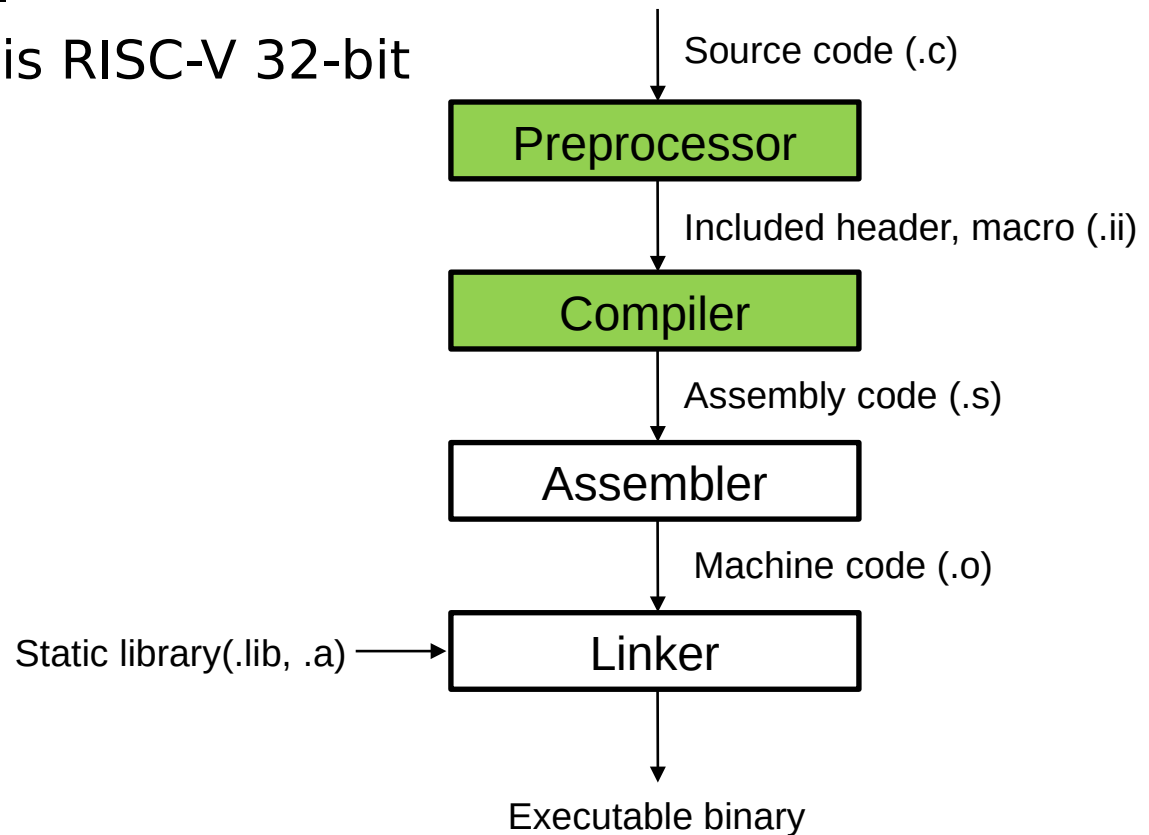 is RISC-V 32-bit
Source code (.c)
Preprocessor
Included header, macro (.ii)
Compiler
Assembly code (.s)
Assembler
Machine code (.o)
Static library(.lib, .a)
Linker
Executable binary